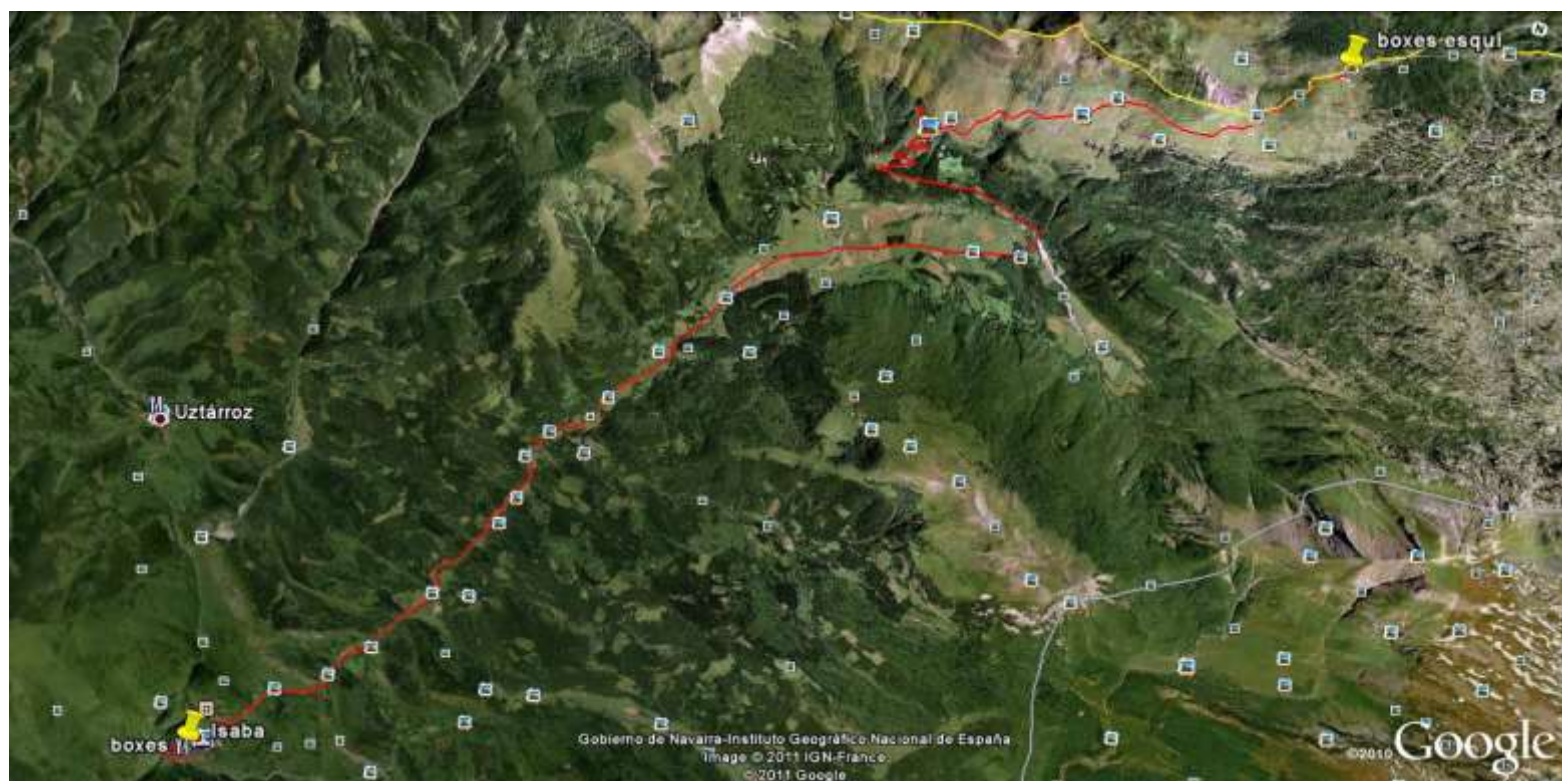 boxes esqui
Uztárroz
Isaba
boxes
Gobierno de Navarra-Instituto Geográfico Nacional de España
Image © 2011 IGN-France
© 2011 Google
©2010 Google